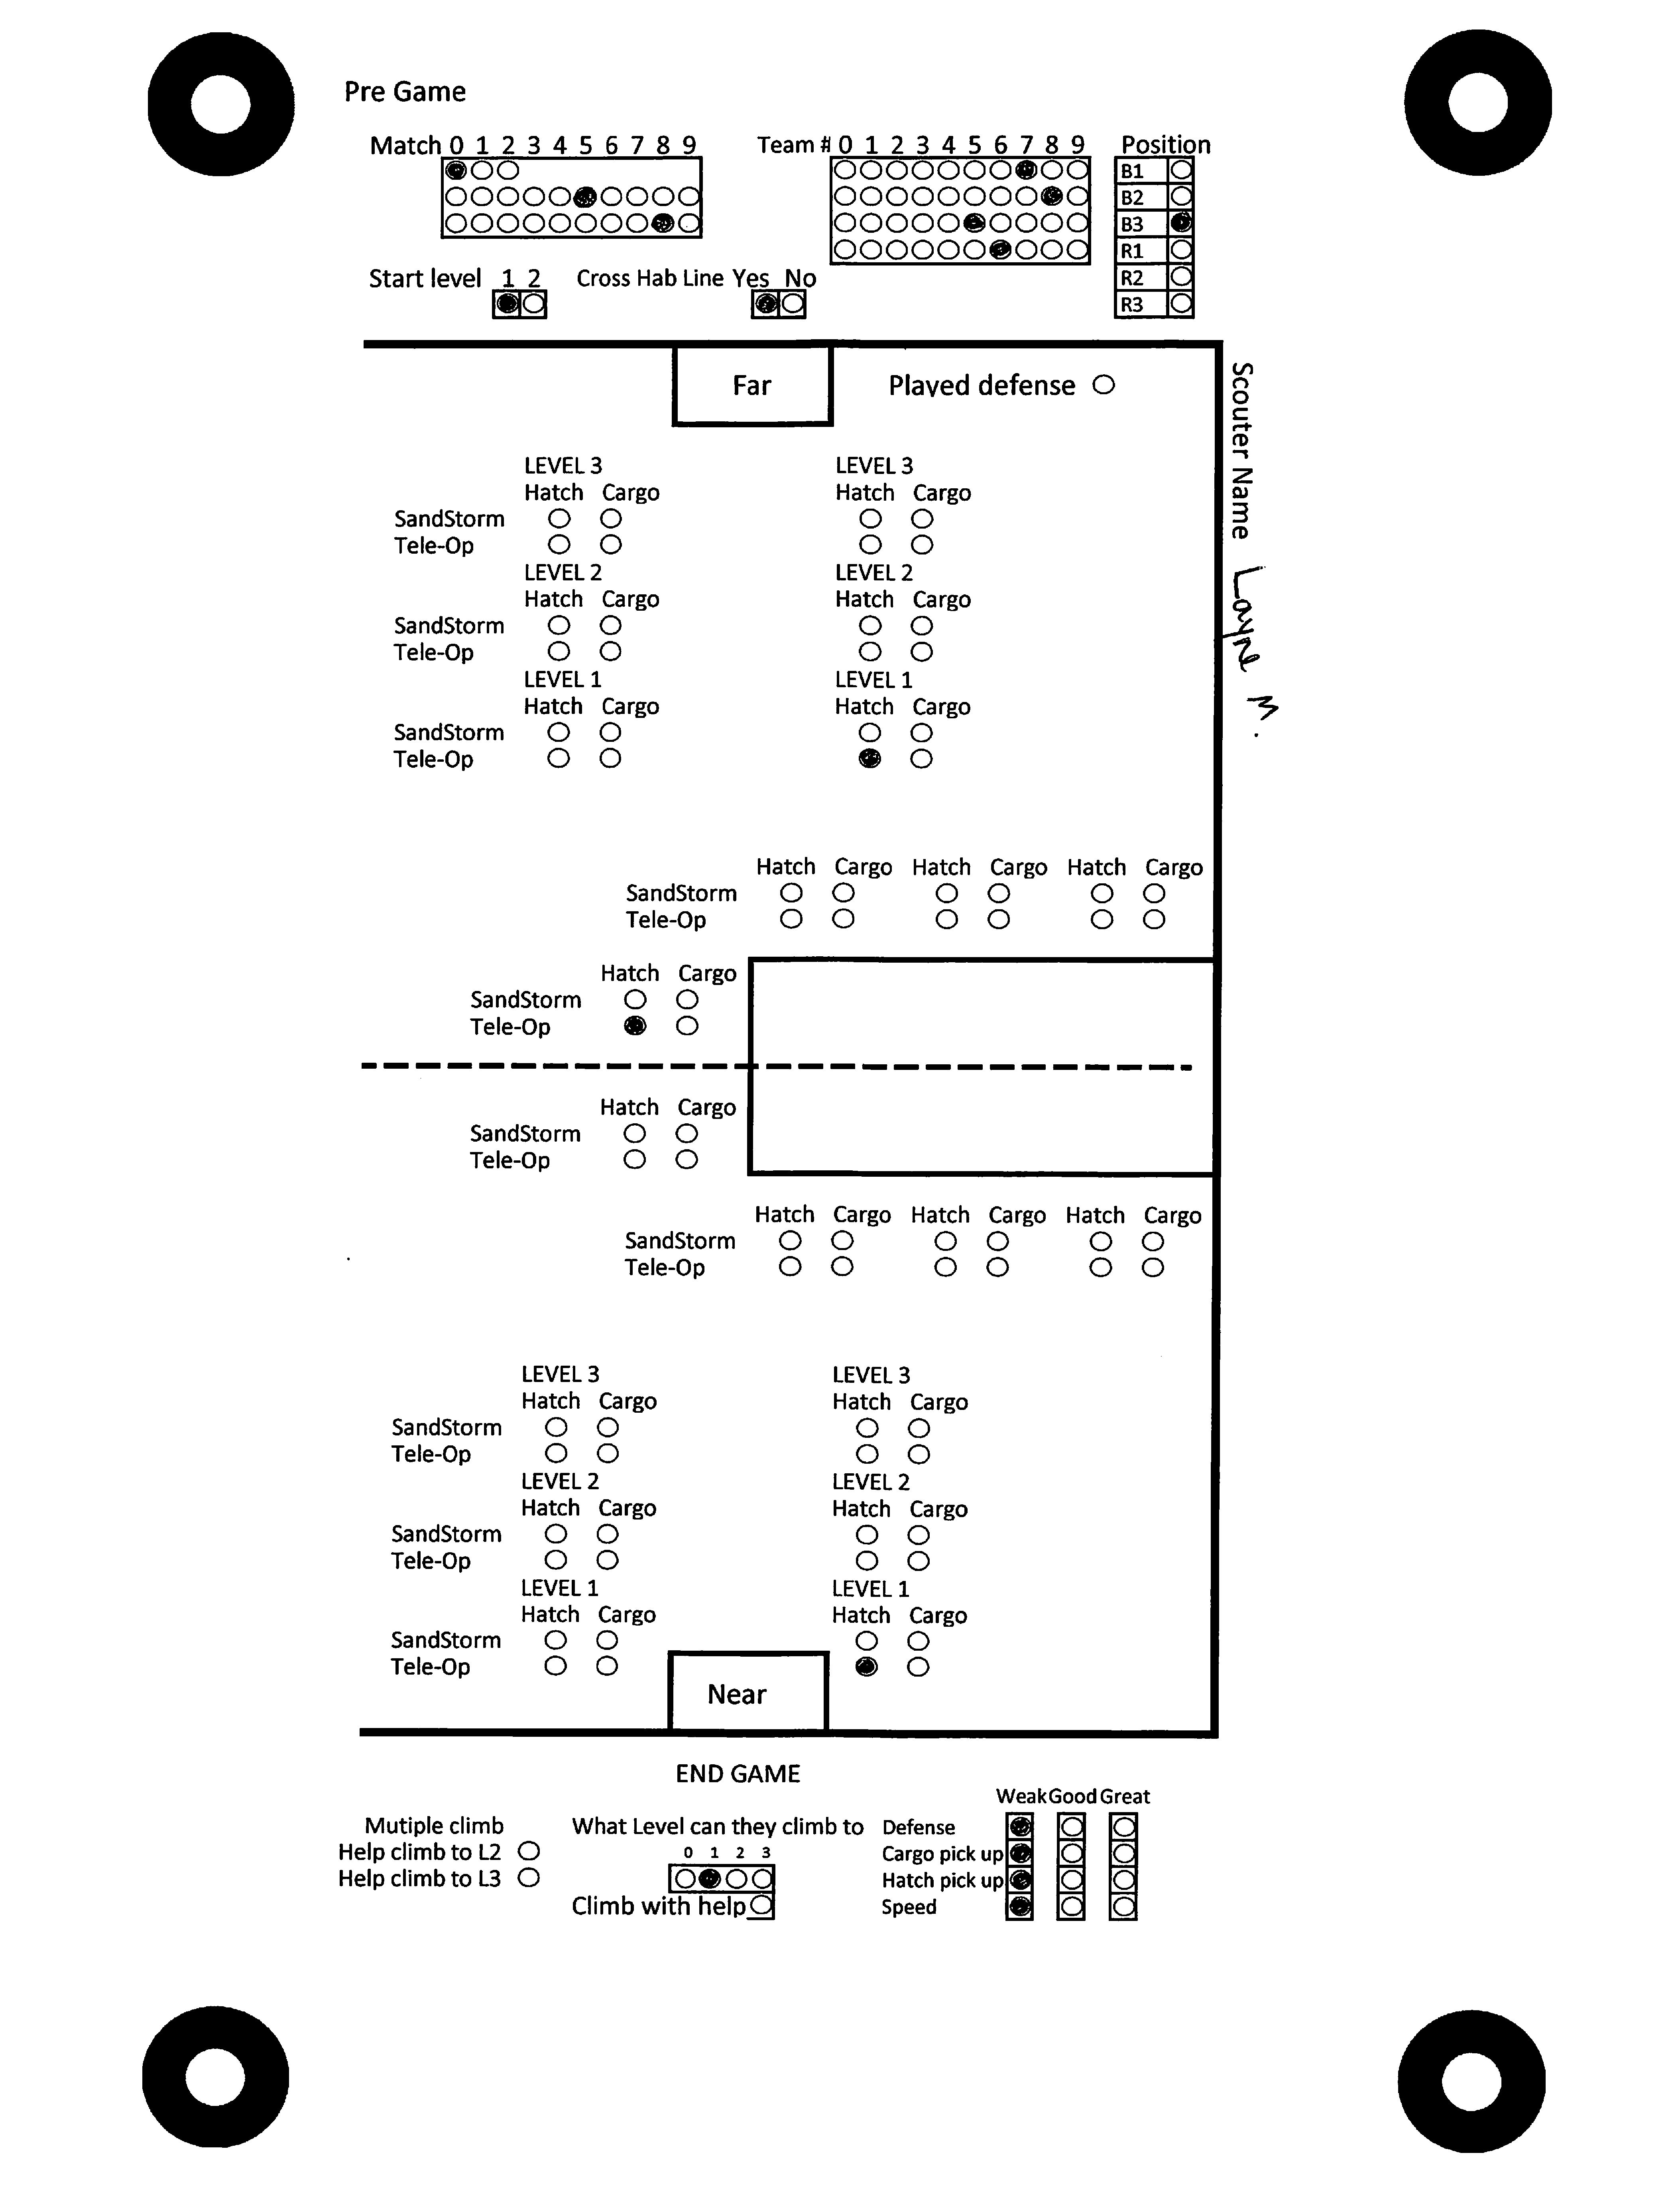 Pre Game
Match 0 1 2 3 4 5 6 7 8 9
Team # 0 1 2 3 4 5 6 7 8 9
Position
B1
B2
B3
R1
R2
R3
Start level 1 2
Cross Hab Line Yes No
Far
Played defense
Scouter Name Layne M.
LEVEL 3 LEVEL 3
Hatch Cargo Hatch Cargo
SandStorm
Tele-Op
LEVEL 2 LEVEL 2
Hatch Cargo Hatch Cargo
SandStorm
Tele-Op
LEVEL 1 LEVEL 1
Hatch Cargo Hatch Cargo
SandStorm
Tele-Op
Hatch Cargo Hatch Cargo Hatch Cargo
SandStorm
Tele-Op
Hatch Cargo
SandStorm
Tele-Op
Hatch Cargo
SandStorm
Tele-Op
Hatch Cargo Hatch Cargo Hatch Cargo
SandStorm
Tele-Op
LEVEL 3 LEVEL 3
Hatch Cargo Hatch Cargo
SandStorm
Tele-Op
LEVEL 2 LEVEL 2
Hatch Cargo Hatch Cargo
SandStorm
Tele-Op
LEVEL 1 LEVEL 1
Hatch Cargo Hatch Cargo
SandStorm
Tele-Op
Near
END GAME
Mutiple climb
Help climb to L2
Help climb to L3
What Level can they climb to
0 1 2 3
Climb with help
Weak Good Great
Defense
Cargo pick up
Hatch pick up
Speed